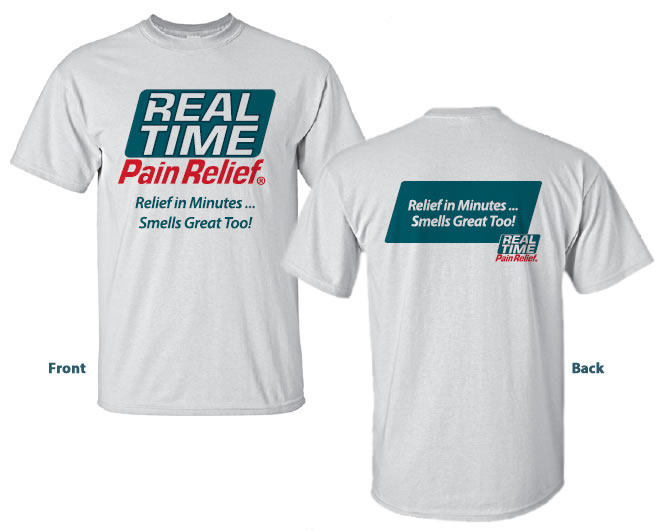 REAL
TIME
Pain Relief®
Relief in Minutes ...
Smells Great Too!
Front
Relief in Minutes ...
Smells Great Too!
REAL
TIME
Pain Relief®
Back